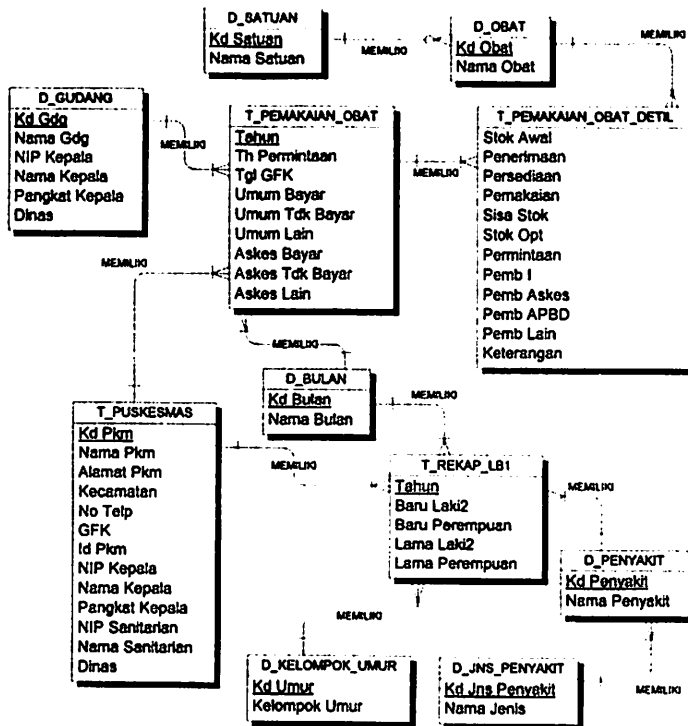 D_SATUAN
Kd Satuan
Nama Satuan
MEMILIKI
D_OBAT
Kd Obat
Nama Obat
MEMILIKI
D_GUDANG
Kd Gdg
Nama Gdg
NIP Kepala
Nama Kepala
Pangkat Kepala
Dinas
MEMILIKI
T_PEMAKAIAN_OBAT
Tahun
Th Permintaan
Tgl GFK
Umum Bayar
Umum Tdk Bayar
Umum Lain
Askes Bayar
Askes Tdk Bayar
Askes Lain
MEMILIKI
T_PEMAKAIAN_OBAT_DETIL
Stok Awal
Penerimaan
Persediaan
Pemakaian
Sisa Stok
Stok Opt
Permintaan
Pemb I
Pemb Askes
Pemb APBD
Pemb Lain
Keterangan
MEMILIKI
MEMILIKI
D_BULAN
Kd Bulan
Nama Bulan
MEMILIKI
T_PUSKESMAS
Kd Pkm
Nama Pkm
Alamat Pkm
Kecamatan
No Telp
GFK
Id Pkm
NIP Kepala
Nama Kepala
Pangkat Kepala
NIP Sanitarian
Nama Sanitarian
Dinas
MEMILIKI
T_REKAP_LB1
Tahun
Baru Laki2
Baru Perempuan
Lama Laki2
Lama Perempuan
MEMILIKI
D_PENYAKIT
Kd Penyakit
Nama Penyakit
MEMILIKI
D_KELOMPOK_UMUR
Kd Umur
Kelompok Umur
D_JNS_PENYAKIT
Kd Jns Penyakit
Nama Jenis
MEMILIKI